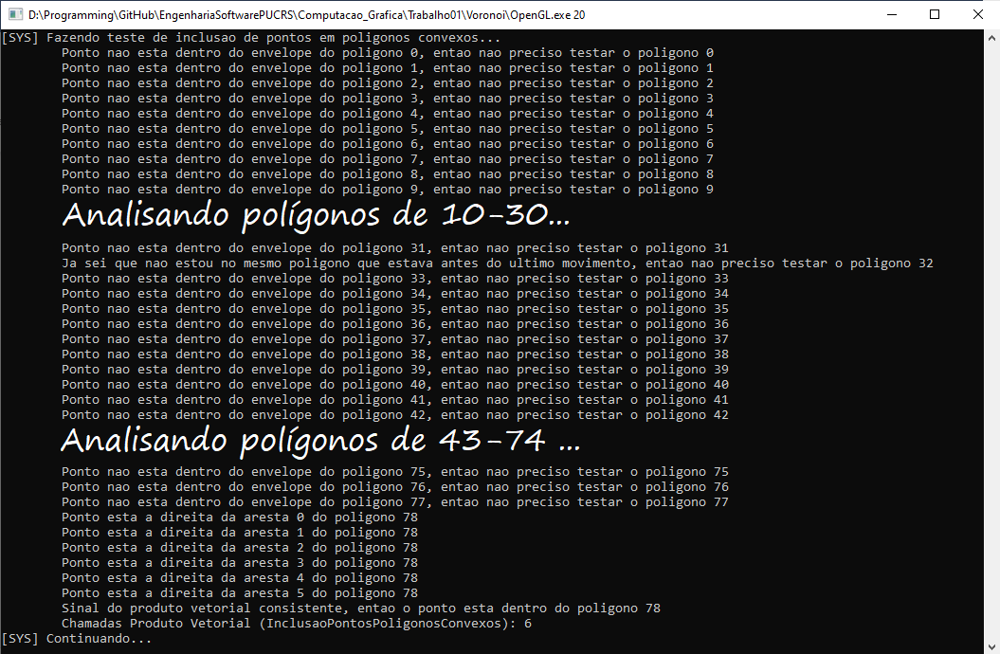 D:\Programming\GitHub\EngenhariaSoftwarePUCRS\Computacao_Grafica\Trabalho01\Voronoi\OpenGL.exe 20
[SYS] Fazendo teste de inclusao de pontos em poligonos convexos...
Ponto nao esta dentro do envelope do poligono 0, entao nao preciso testar o poligono 0
Ponto nao esta dentro do envelope do poligono 1, entao nao preciso testar o poligono 1
Ponto nao esta dentro do envelope do poligono 2, entao nao preciso testar o poligono 2
Ponto nao esta dentro do envelope do poligono 3, entao nao preciso testar o poligono 3
Ponto nao esta dentro do envelope do poligono 4, entao nao preciso testar o poligono 4
Ponto nao esta dentro do envelope do poligono 5, entao nao preciso testar o poligono 5
Ponto nao esta dentro do envelope do poligono 6, entao nao preciso testar o poligono 6
Ponto nao esta dentro do envelope do poligono 7, entao nao preciso testar o poligono 7
Ponto nao esta dentro do envelope do poligono 8, entao nao preciso testar o poligono 8
Ponto nao esta dentro do envelope do poligono 9, entao nao preciso testar o poligono 9
Analisando polígonos de 10-30...
Ponto nao esta dentro do envelope do poligono 31, entao nao preciso testar o poligono 31
Ja sei que nao estou no mesmo poligono que estava antes do ultimo movimento, entao nao preciso testar o poligono 32
Ponto nao esta dentro do envelope do poligono 33, entao nao preciso testar o poligono 33
Ponto nao esta dentro do envelope do poligono 34, entao nao preciso testar o poligono 34
Ponto nao esta dentro do envelope do poligono 35, entao nao preciso testar o poligono 35
Ponto nao esta dentro do envelope do poligono 36, entao nao preciso testar o poligono 36
Ponto nao esta dentro do envelope do poligono 37, entao nao preciso testar o poligono 37
Ponto nao esta dentro do envelope do poligono 38, entao nao preciso testar o poligono 38
Ponto nao esta dentro do envelope do poligono 39, entao nao preciso testar o poligono 39
Ponto nao esta dentro do envelope do poligono 40, entao nao preciso testar o poligono 40
Ponto nao esta dentro do envelope do poligono 41, entao nao preciso testar o poligono 41
Ponto nao esta dentro do envelope do poligono 42, entao nao preciso testar o poligono 42
Analisando polígonos de 43-74 ...
Ponto nao esta dentro do envelope do poligono 75, entao nao preciso testar o poligono 75
Ponto nao esta dentro do envelope do poligono 76, entao nao preciso testar o poligono 76
Ponto nao esta dentro do envelope do poligono 77, entao nao preciso testar o poligono 77
Ponto esta a direita da aresta 0 do poligono 78
Ponto esta a direita da aresta 1 do poligono 78
Ponto esta a direita da aresta 2 do poligono 78
Ponto esta a direita da aresta 3 do poligono 78
Ponto esta a direita da aresta 4 do poligono 78
Ponto esta a direita da aresta 5 do poligono 78
Sinal do produto vetorial consistente, entao o ponto esta dentro do poligono 78
Chamadas Produto Vetorial (InclusaoPontosPoligonosConvexos): 6
[SYS] Continuando...